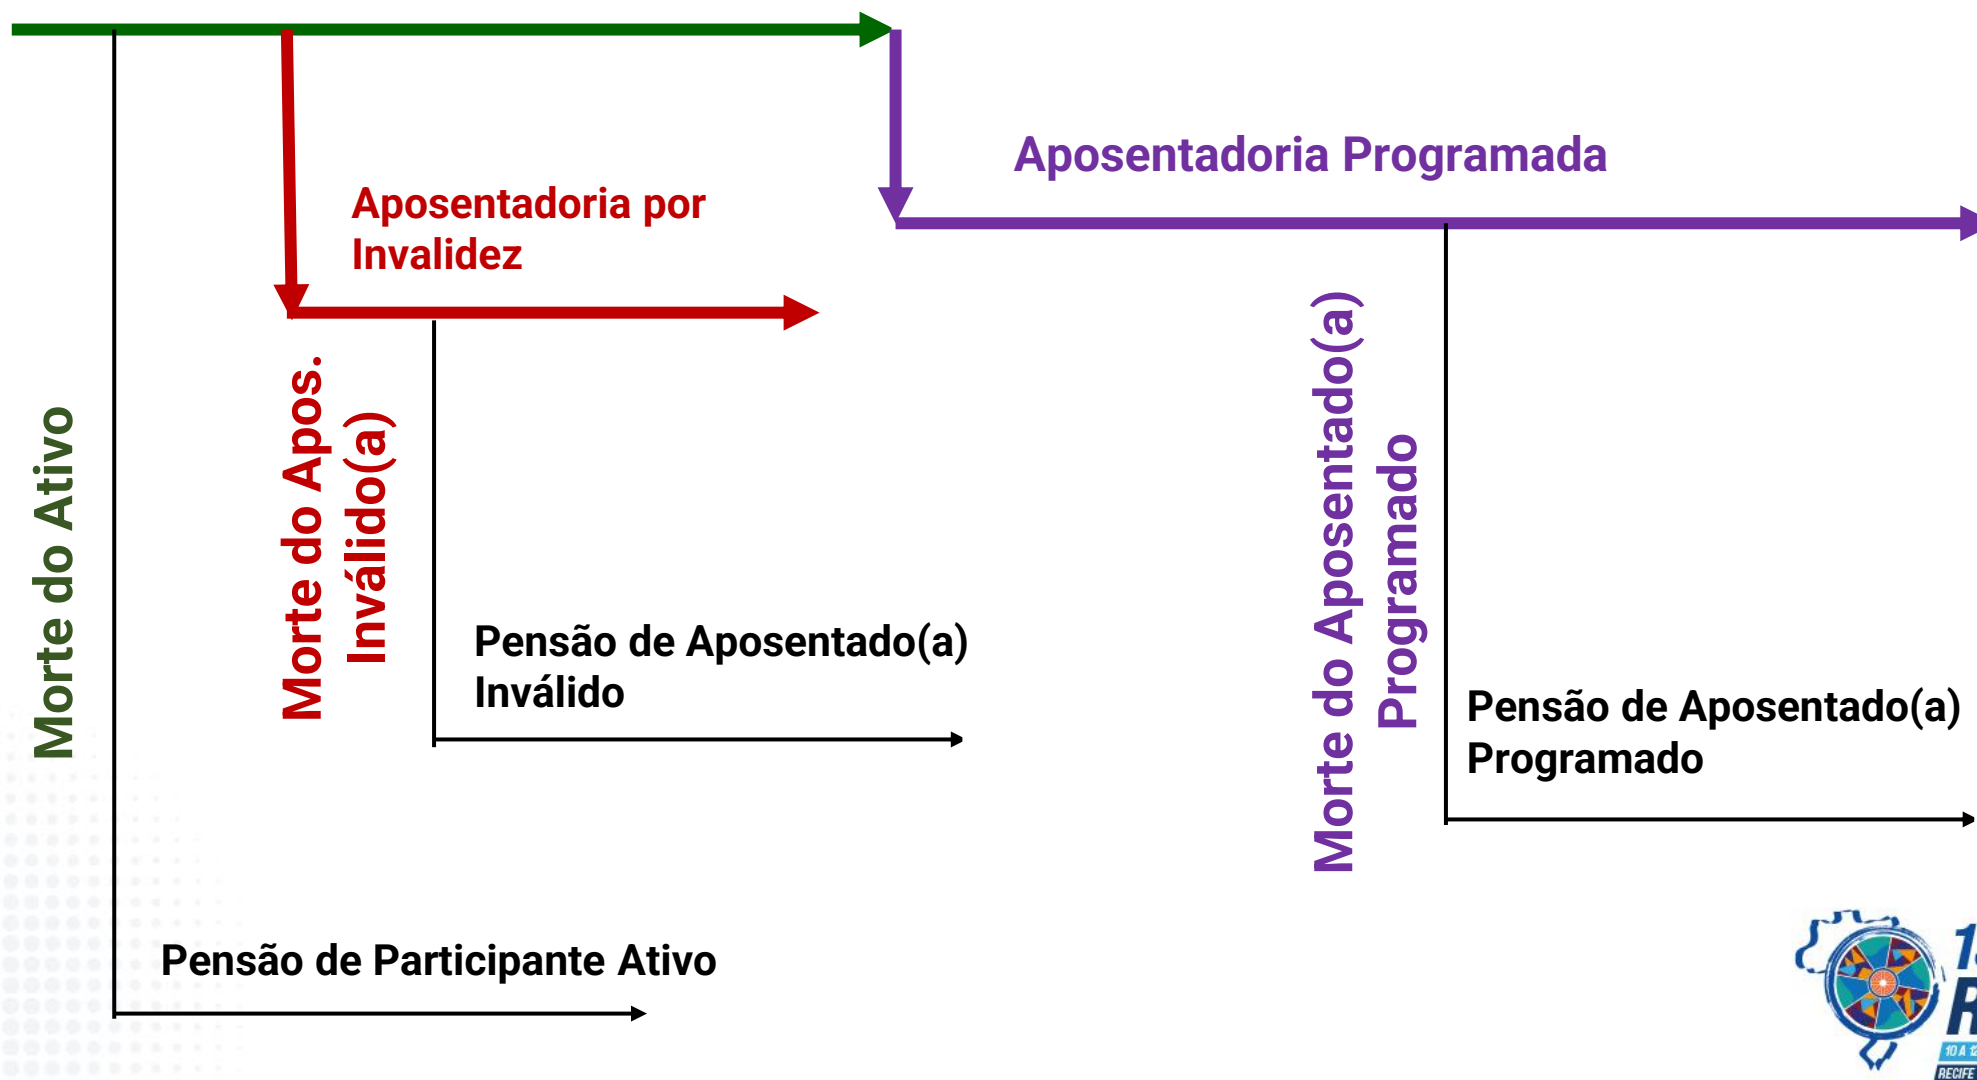 Aposentadoria Programada
Aposentadoria por
Invalidez
Morte do Ativo
Morte do Apos.
Inválido(a)
Morte do Aposentado(a)
Programado
Pensão de Aposentado(a)
Inválido
Pensão de Aposentado(a)
Programado
Pensão de Participante Ativo
10 A
RECIFE